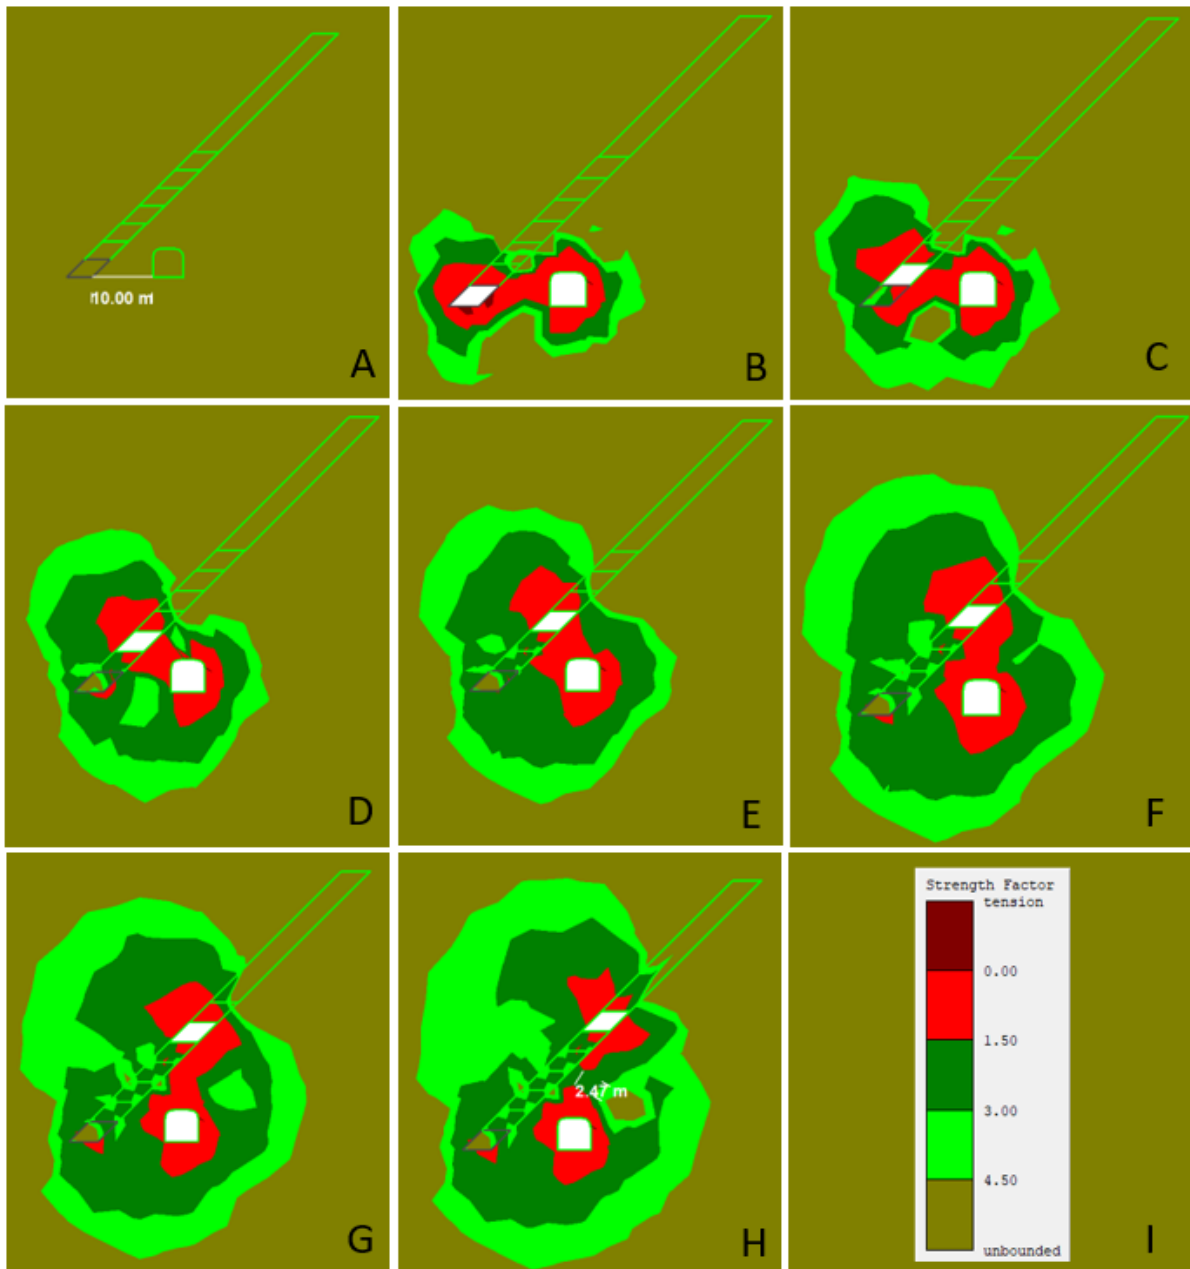 10.00 m
A
B
C
D
E
F
2.47 m
G
H
Strength Factor
tension
0.00
1.50
3.00
4.50
unbounded
I